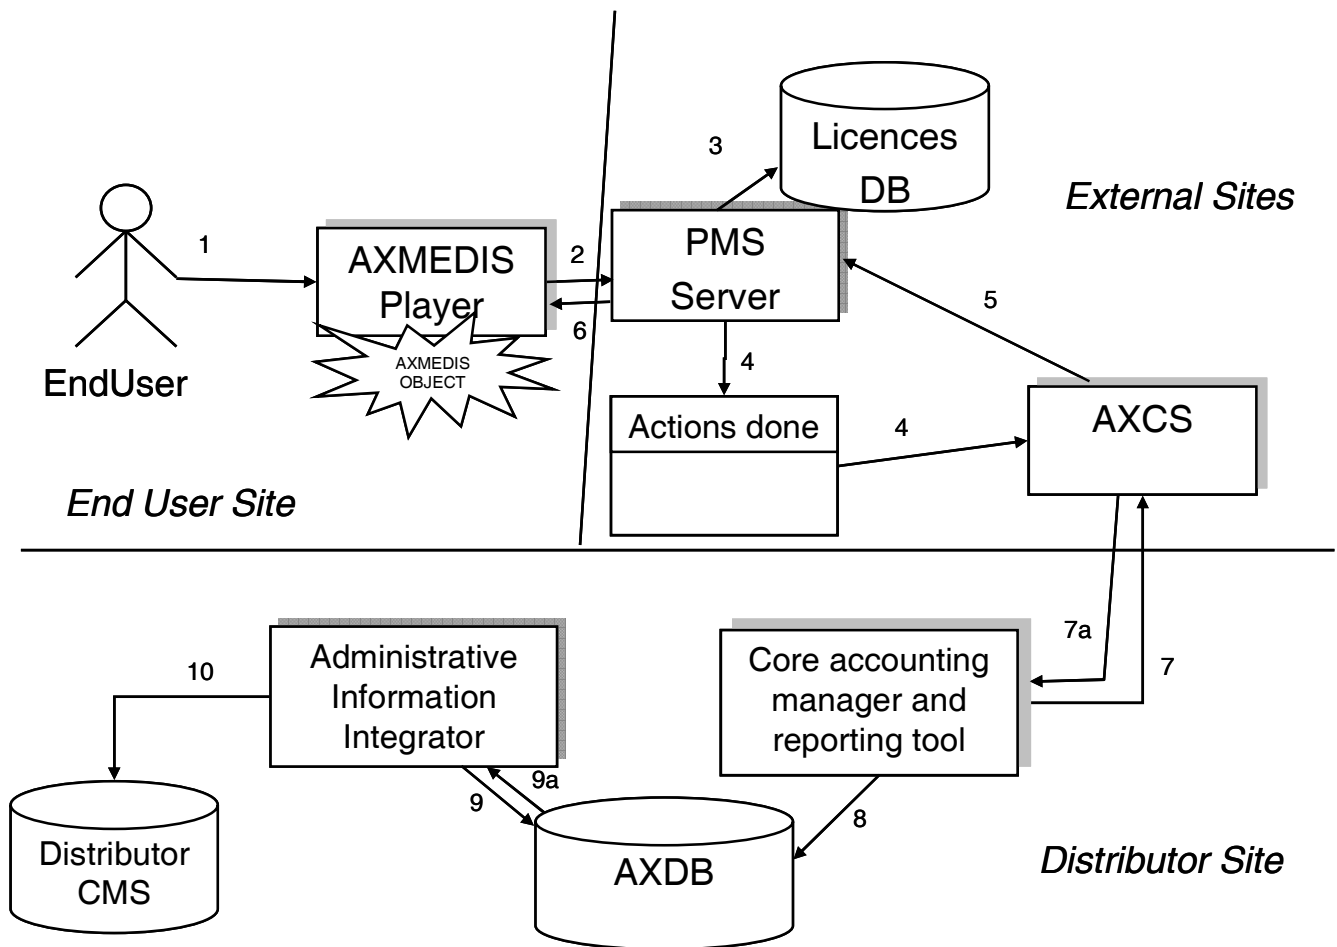 Licences
DB
External Sites
3
1
AXMEDIS
Player
2
6
PMS
Server
5
AXMEDIS
OBJECT
EndUser
4
Actions done
4
AXCS
End User Site
7a
7
10
Administrative
Information
Integrator
Core accounting
manager and
reporting tool
9a
9
8
Distributor
CMS
AXDB
Distributor Site